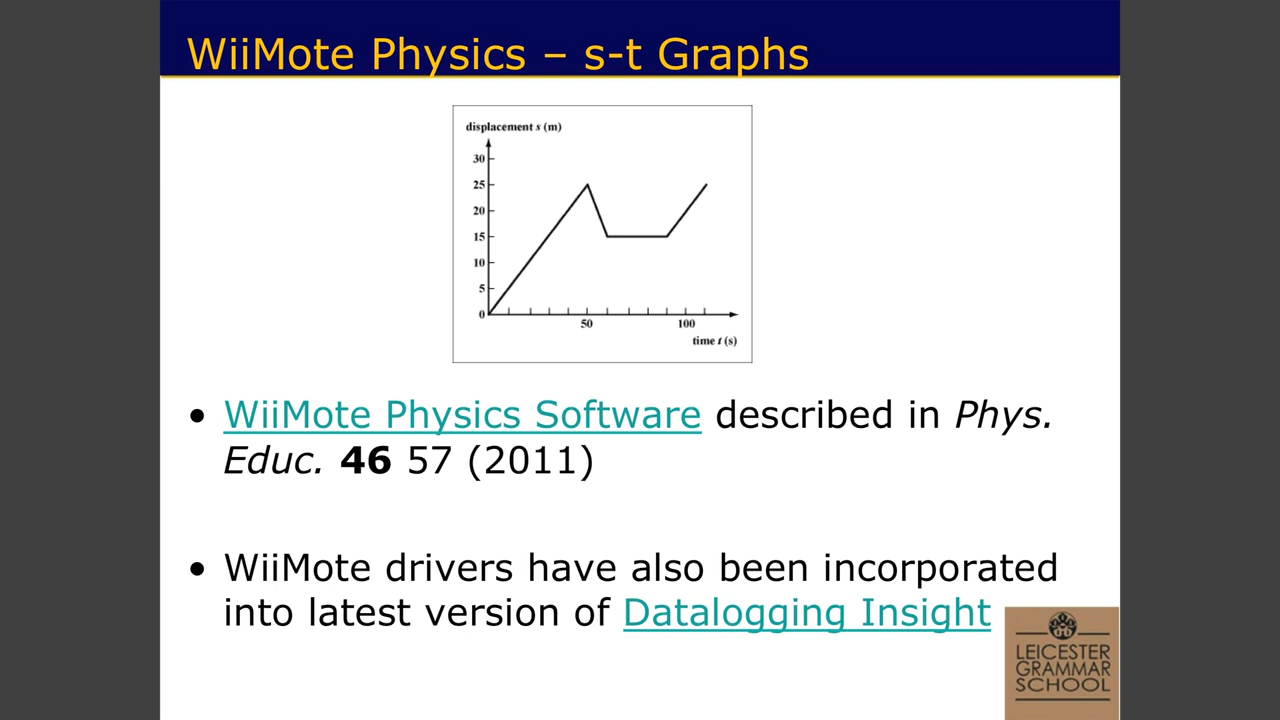 WiiMote Physics – s-t Graphs
displacement s (m)
30
25
20
15
10
5
0
50
100
time t (s)
• WiiMote Physics Software described in Phys.
Educ. 46 57 (2011)
• WiiMote drivers have also been incorporated
into latest version of Datalogging Insight
LEICESTER
GRAMMAR
SCHOOL